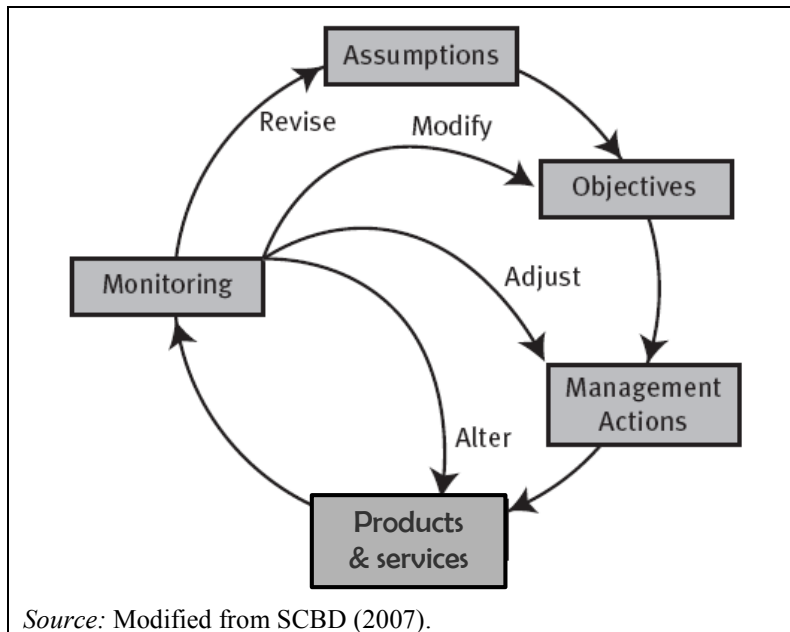 Assumptions
Revise
Modify
Objectives
Monitoring
Adjust
Management
Actions
Alter
Products
& services
Source: Modified from SCBD (2007).